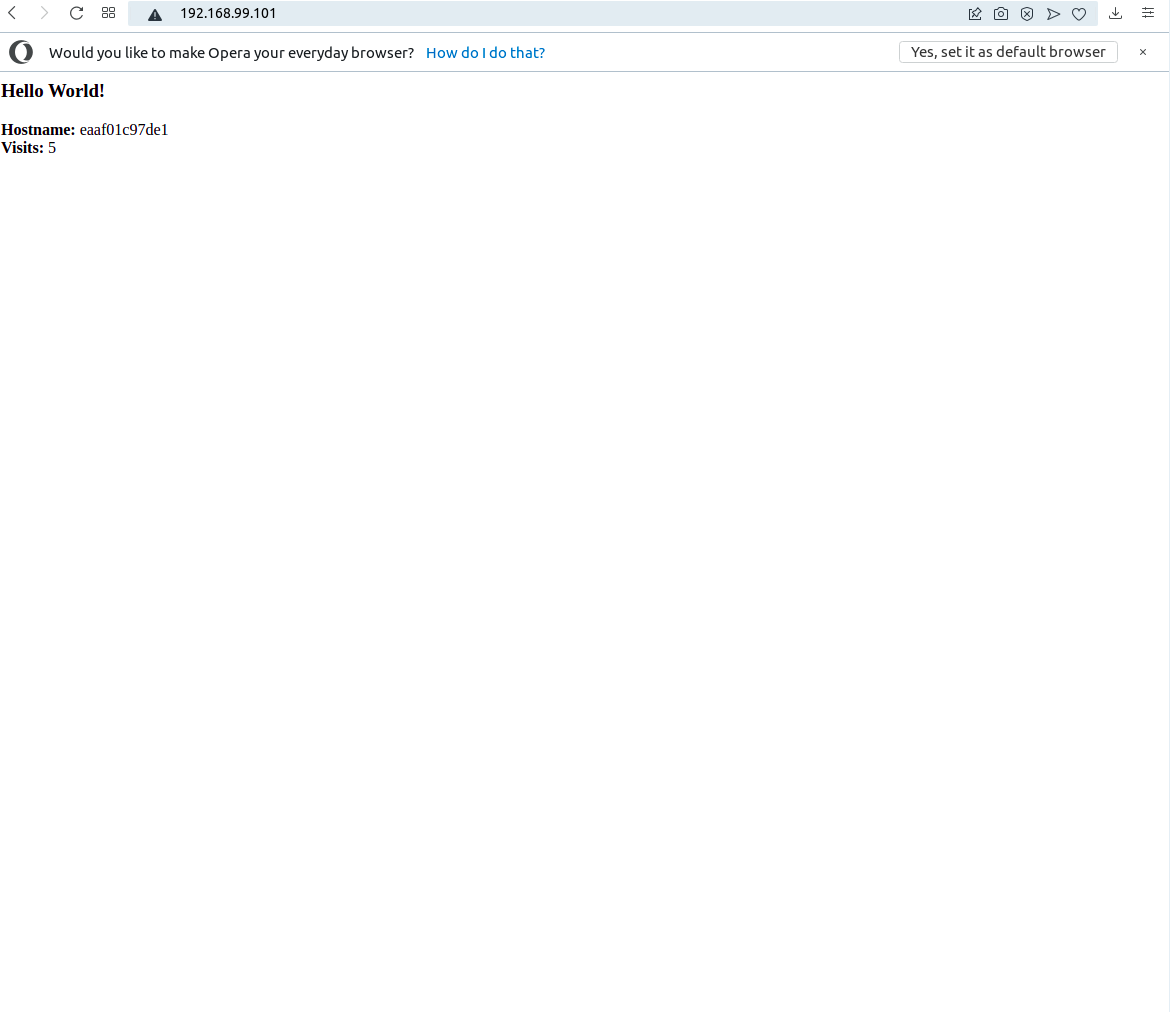 192.168.99.101
Would you like to make Opera your everyday browser? How do I do that? Yes, set it as default browser
Hello World!
Hostname: eaaf01c97de1
Visits: 5